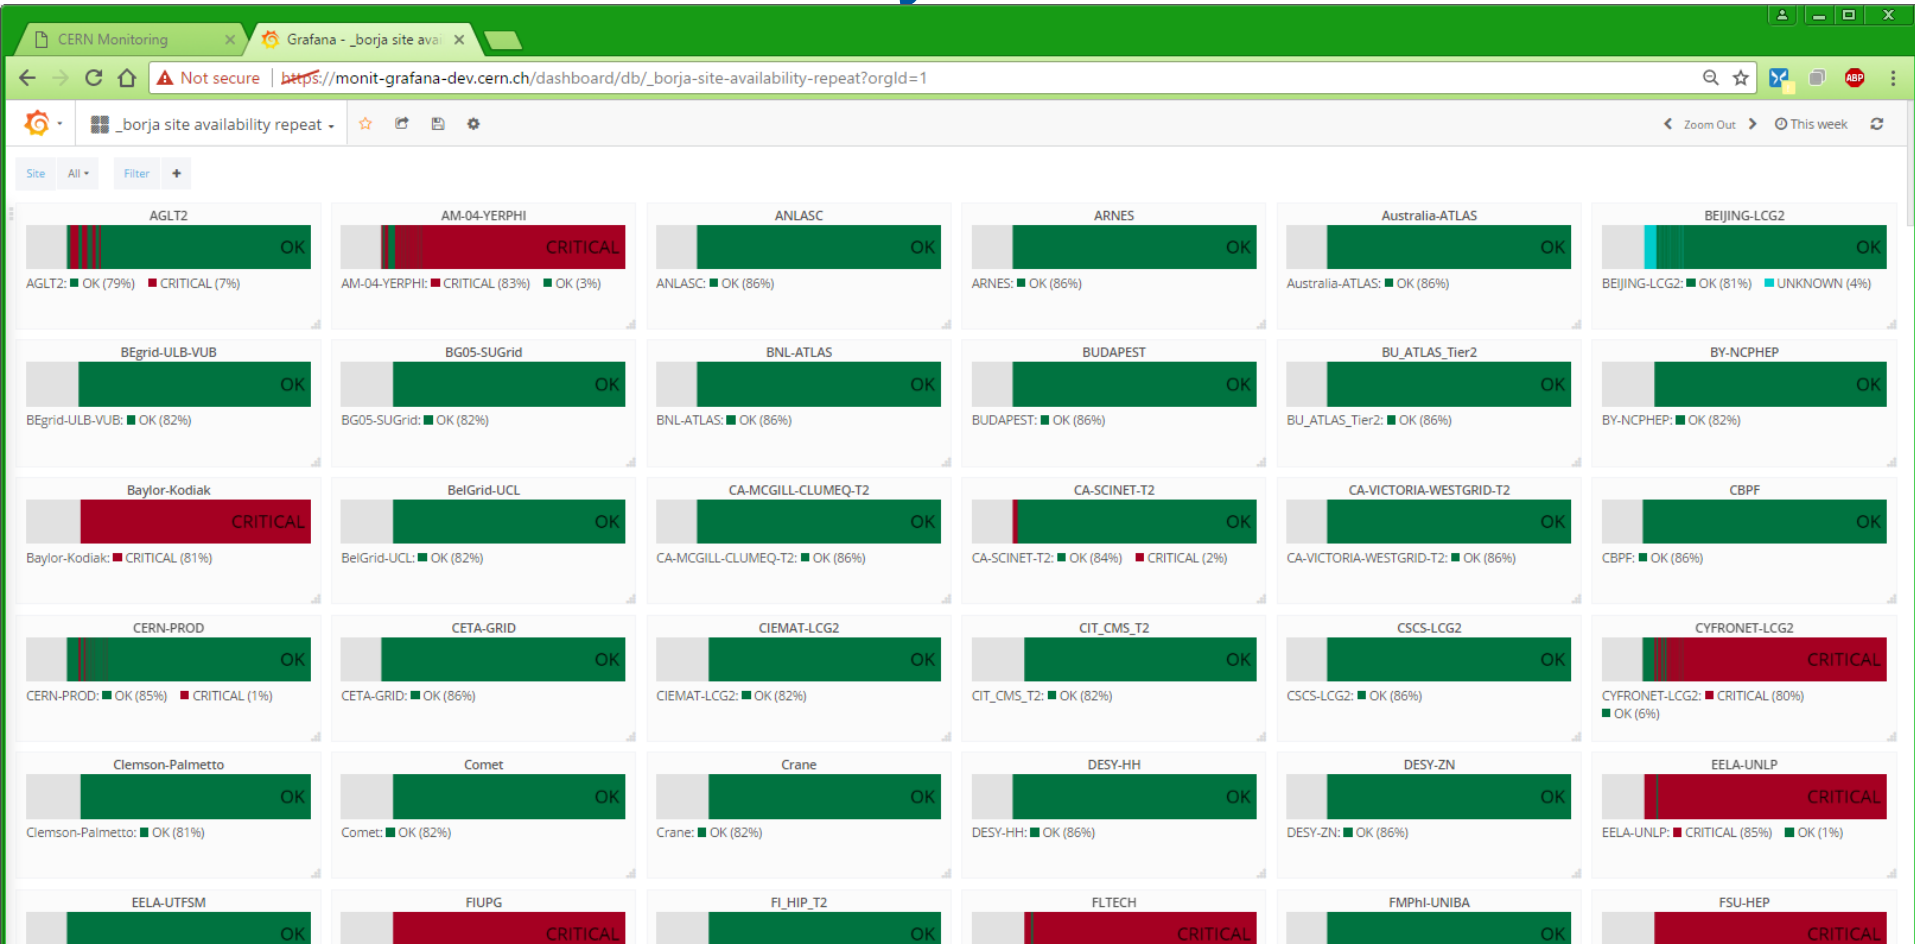 CERN Monitoring
Grafana - _borja site avai
Not secure | https://monit-grafana-dev.cern.ch/dashboard/db/_borja-site-availability-repeat?orgId=1
ABP
_borja site availability repeat
Zoom Out This week
Site All Filter +
AGLT2 AM-04-YERPHI ANLASC ARNES Australia-ATLAS BEIJING-LCG2
OK CRITICAL OK OK OK OK
AGLT2: OK (79%) CRITICAL (7%) AM-04-YERPHI: CRITICAL (83%) OK (3%) ANLASC: OK (86%) ARNES: OK (86%) Australia-ATLAS: OK (86%) BEIJING-LCG2: OK (81%) UNKNOWN (4%)
BEgrid-ULB-VUB BG05-SUGrid BNL-ATLAS BUDAPEST BU_ATLAS_Tier2 BY-NCPHEP
OK OK OK OK OK OK
BEgrid-ULB-VUB: OK (82%) BG05-SUGrid: OK (82%) BNL-ATLAS: OK (86%) BUDAPEST: OK (86%) BU_ATLAS_Tier2: OK (86%) BY-NCPHEP: OK (82%)
Baylor-Kodiak BelGrid-UCL CA-MCGILL-CLUMEQ-T2 CA-SCINET-T2 CA-VICTORIA-WESTGRID-T2 CBPF
CRITICAL OK OK OK OK OK
Baylor-Kodiak: CRITICAL (81%) BelGrid-UCL: OK (82%) CA-MCGILL-CLUMEQ-T2: OK (86%) CA-SCINET-T2: OK (84%) CRITICAL (2%) CA-VICTORIA-WESTGRID-T2: OK (86%) CBPF: OK (86%)
CERN-PROD CETA-GRID CIEMAT-LCG2 CIT_CMS_T2 CSCS-LCG2 CYFRONET-LCG2
OK OK OK OK OK CRITICAL
CERN-PROD: OK (85%) CRITICAL (1%) CETA-GRID: OK (86%) CIEMAT-LCG2: OK (82%) CIT_CMS_T2: OK (82%) CSCS-LCG2: OK (86%) CYFRONET-LCG2: CRITICAL (80%)
OK (6%)
Clemson-Palmetto Comet Crane DESY-HH DESY-ZN EELA-UNLP
OK OK OK OK OK CRITICAL
Clemson-Palmetto: OK (81%) Comet: OK (82%) Crane: OK (82%) DESY-HH: OK (86%) DESY-ZN: OK (86%) EELA-UNLP: CRITICAL (85%) OK (1%)
EELA-UTFSM FIUPG FI_HIP_T2 FLTECH FMPhI-UNIBA FSU-HEP
OK CRITICAL OK CRITICAL OK CRITICAL